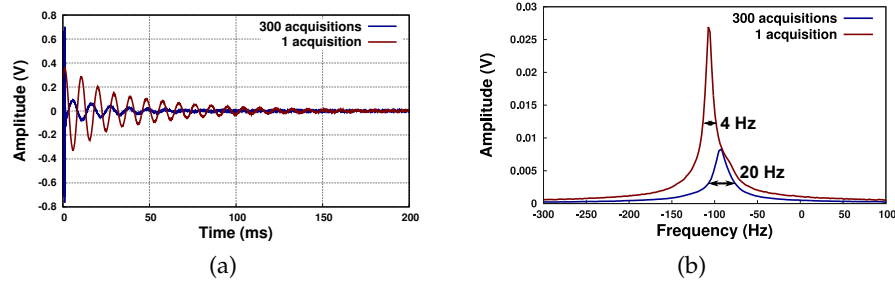 300 acquisitions
1 acquisition
Amplitude (V)
0.8
0.6
0.4
0.2
0
-0.2
-0.4
-0.6
-0.8
0
50
100
150
200
Time (ms)
(a)
300 acquisitions
1 acquisition
Amplitude (V)
0.03
0.025
0.02
0.015
0.01
0.005
0
4 Hz
20 Hz
-300
-250
-200
-150
-100
-50
0
50
100
Frequency (Hz)
(b)